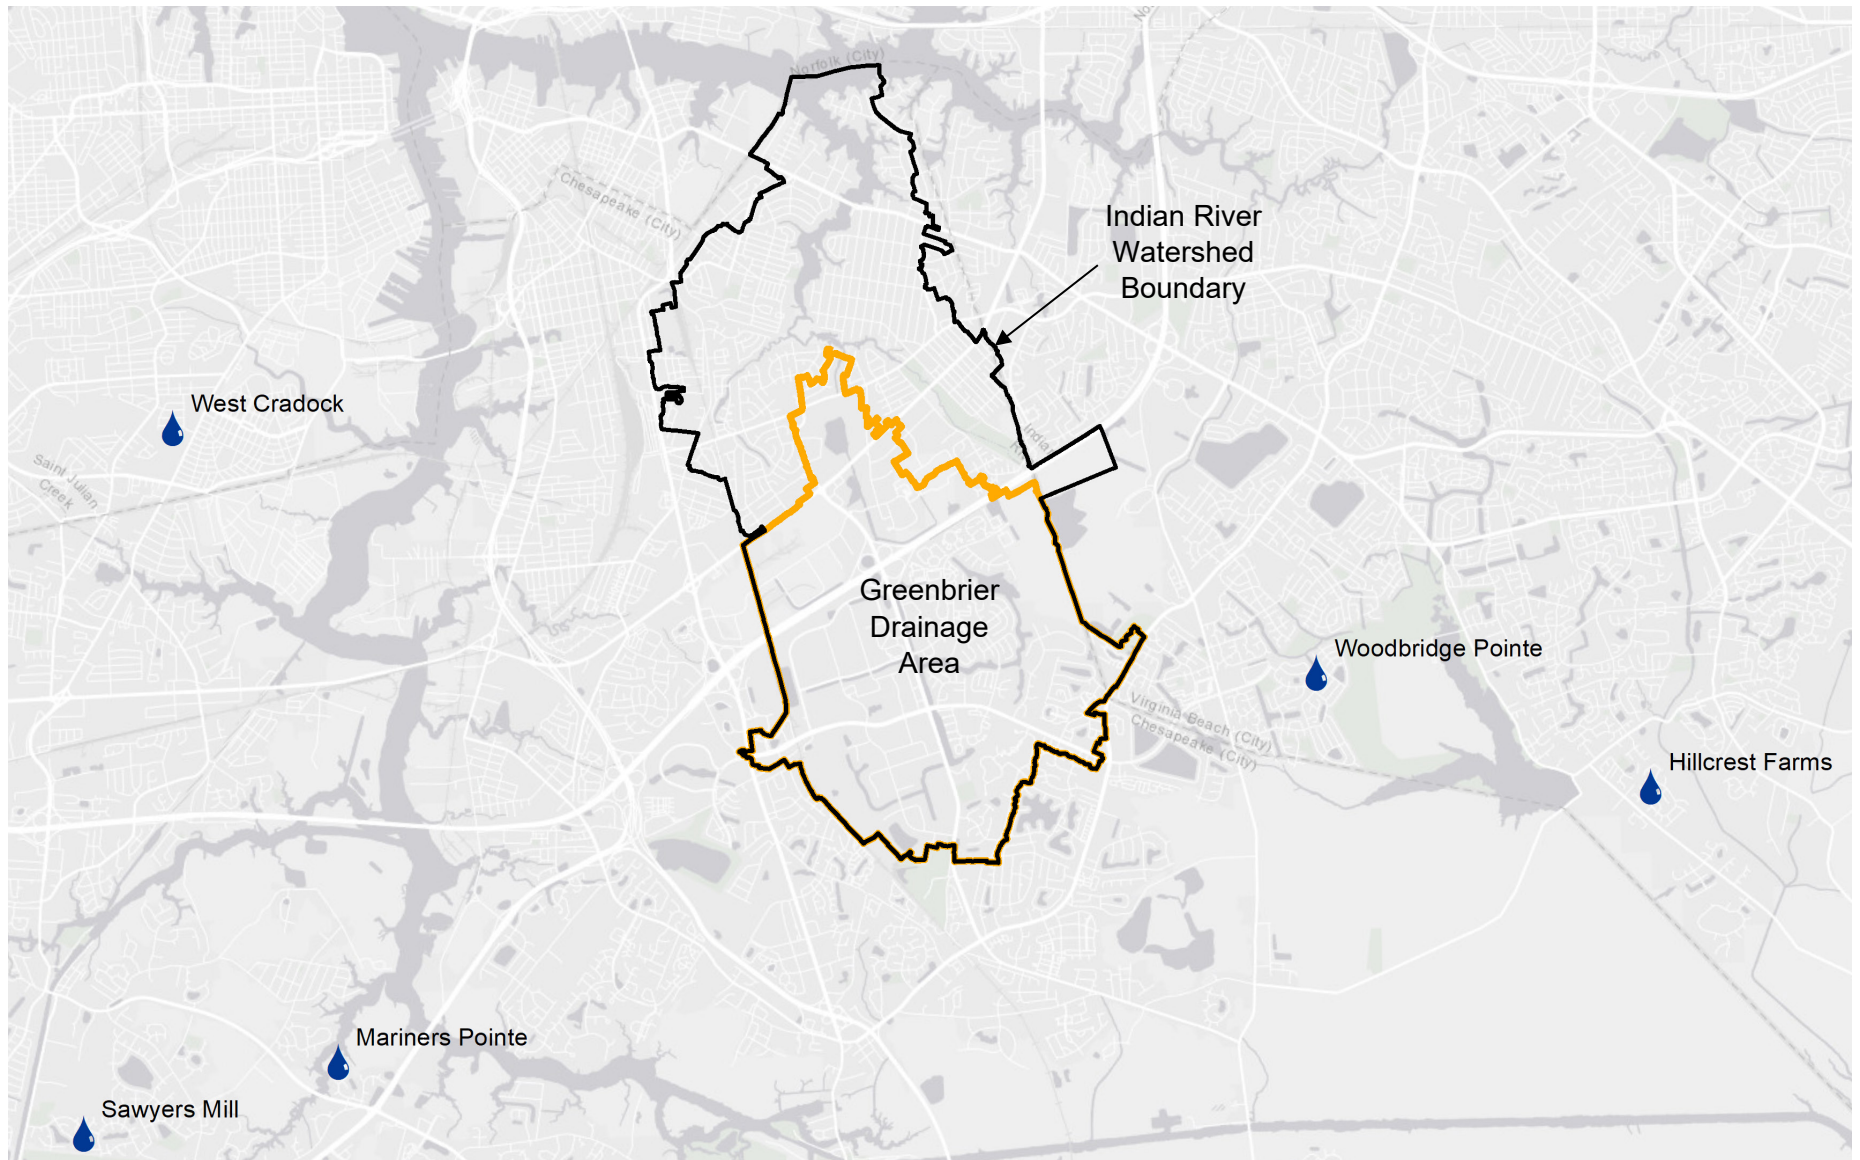 Norfolk (City)
Chesapeake (City)
Indian River
Watershed
Boundary
West Cradock
Saint Julian
Creek
Greenbrier
Drainage
Area
Woodbridge Pointe
Virginia Beach (City)
Chesapeake (City)
Hillcrest Farms
Mariners Pointe
Sawyers Mill